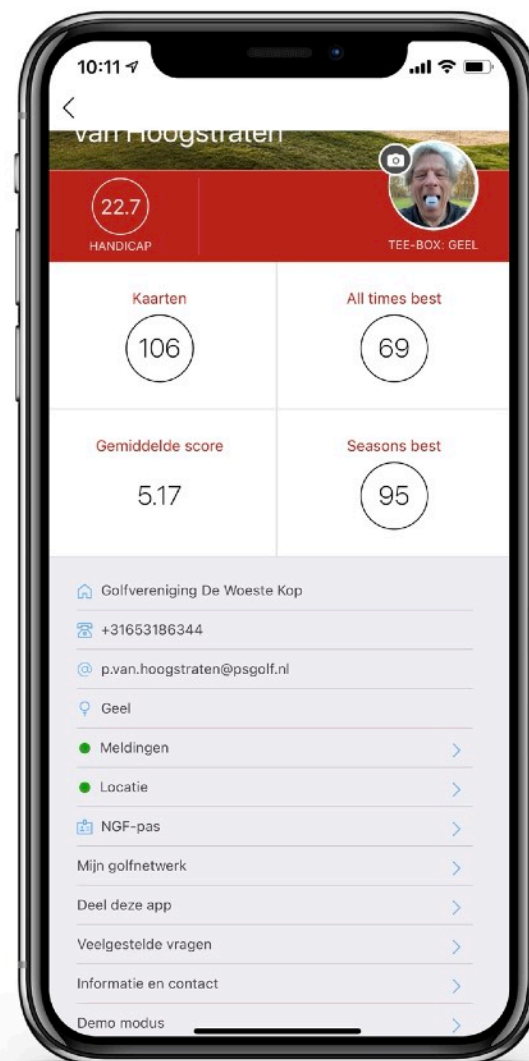 10:11
van Hoogstraten
22.7
HANDICAP
TEE-BOX: GEEL
Kaarten
106
All times best
69
Gemiddelde score
5.17
Seasons best
95
Golfvereniging De Woeste Kop
+31653186344
@ p.van.hoogstraten@psgolf.nl
Geel
Meldingen
Locatie
NGF-pas
Mijn golfnetwerk
Deel deze app
Veelgestelde vragen
Informatie en contact
Demo modus